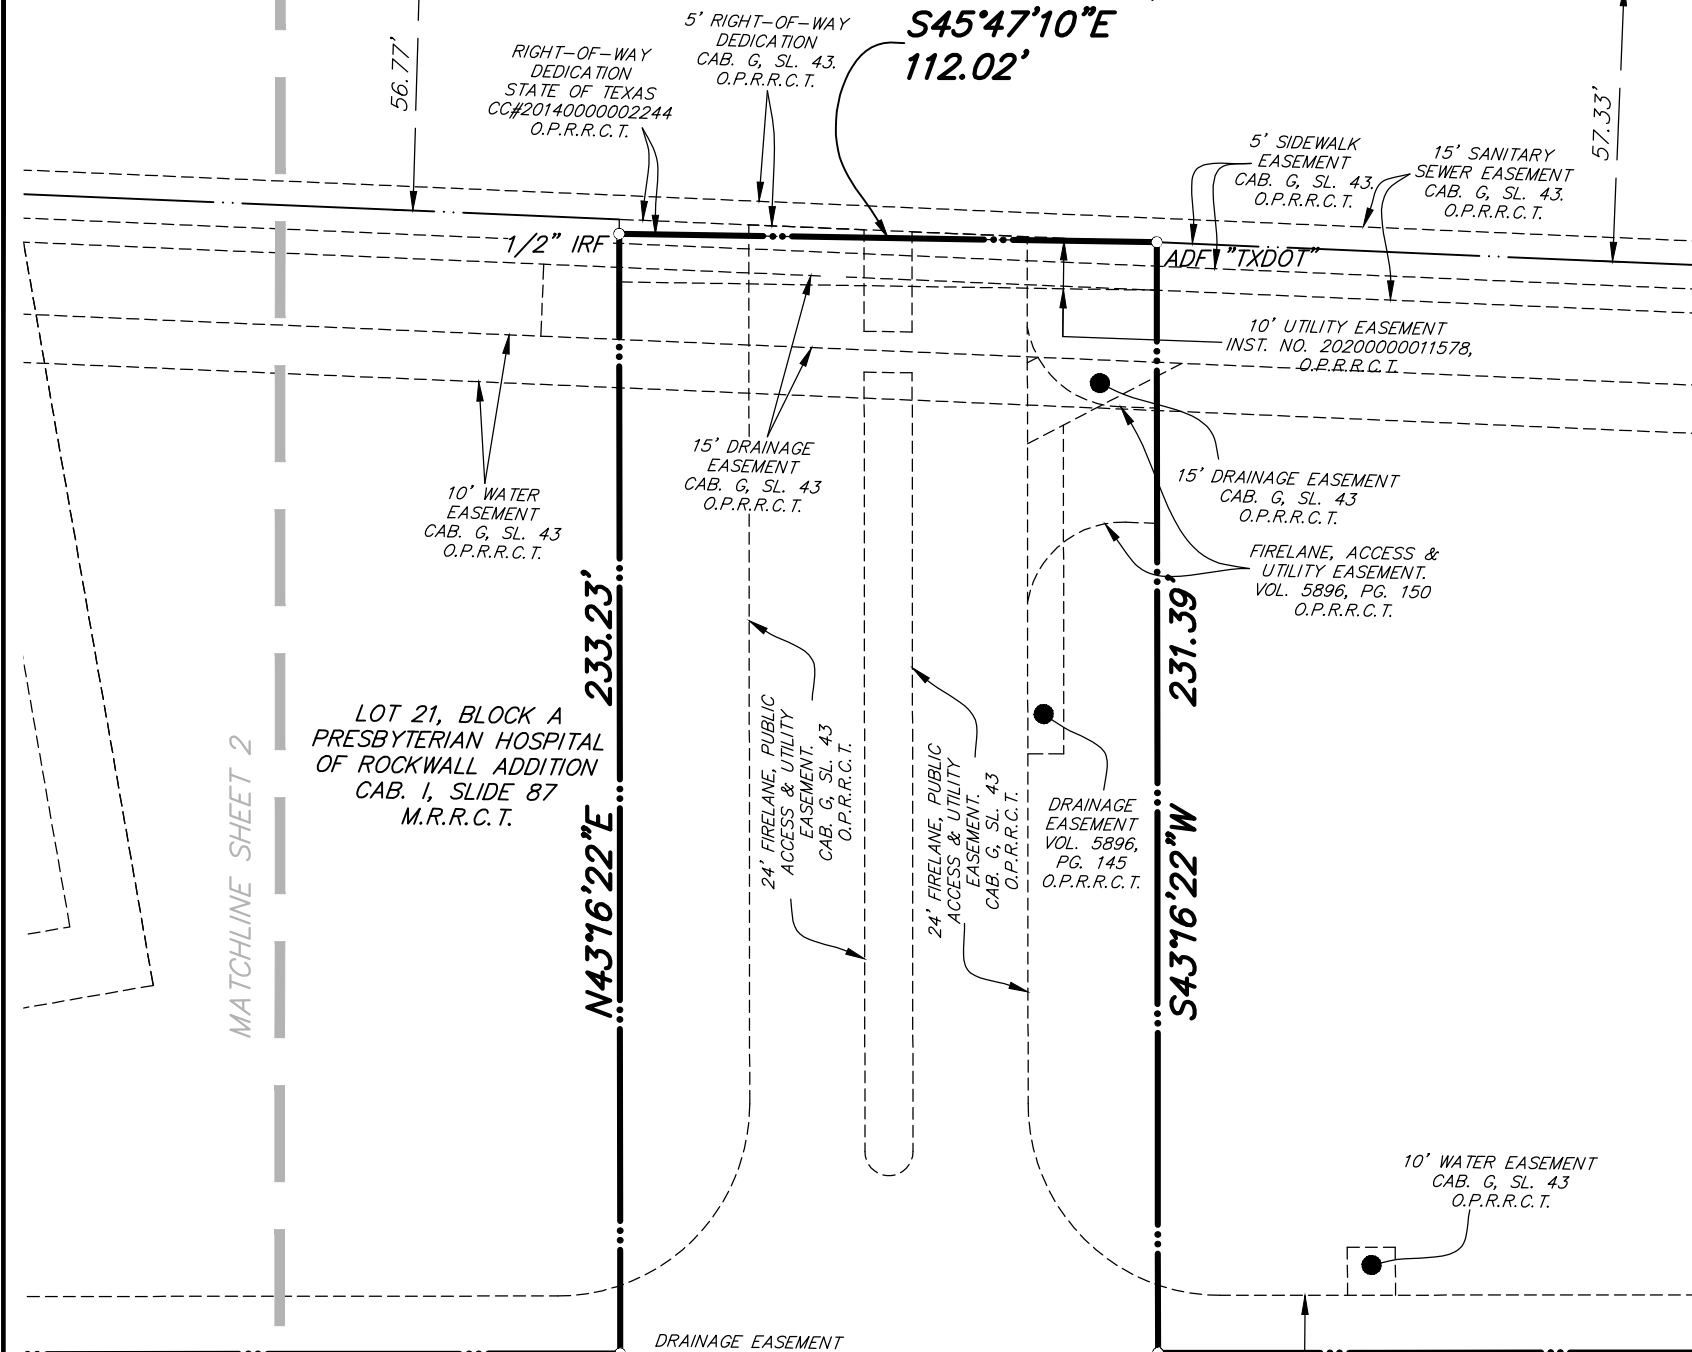 S45°47'10"E
112.02'
56.77'
RIGHT-OF-WAY
DEDICATION
STATE OF TEXAS
CC#20140000002244
O.P.R.R.C.T.
5' RIGHT-OF-WAY
DEDICATION
CAB. G, SL. 43.
O.P.R.R.C.T.
57.33'
5' SIDEWALK
EASEMENT
CAB. G, SL. 43.
O.P.R.R.C.T.
15' SANITARY
SEWER EASEMENT
CAB. G, SL. 43.
O.P.R.R.C.T.
1/2" IRF
ADF "TXDOT"
10' UTILITY EASEMENT
INST. NO. 20200000011578,
O.P.R.R.C.T.
15' DRAINAGE
EASEMENT
CAB. G, SL. 43
O.P.R.R.C.T.
10' WATER
EASEMENT
CAB. G, SL. 43
O.P.R.R.C.T.
15' DRAINAGE EASEMENT
CAB. G, SL. 43
O.P.R.R.C.T.
FIRELANE, ACCESS &
UTILITY EASEMENT.
VOL. 5896, PG. 150
O.P.R.R.C.T.
N43°16'22"E 233.23'
S43°16'22"W 231.39'
LOT 21, BLOCK A
PRESBYTERIAN HOSPITAL
OF ROCKWALL ADDITION
CAB. I, SLIDE 87
M.R.R.C.T.
MATCHLINE SHEET 2
24' FIRELANE, PUBLIC
ACCESS & UTILITY
EASEMENT.
CAB. G, SL. 43
O.P.R.R.C.T.
24' FIRELANE, PUBLIC
ACCESS & UTILITY
EASEMENT.
CAB. G, SL. 43
O.P.R.R.C.T.
DRAINAGE
EASEMENT
VOL. 5896,
PG. 145
O.P.R.R.C.T.
10' WATER EASEMENT
CAB. G, SL. 43
O.P.R.R.C.T.
DRAINAGE EASEMENT